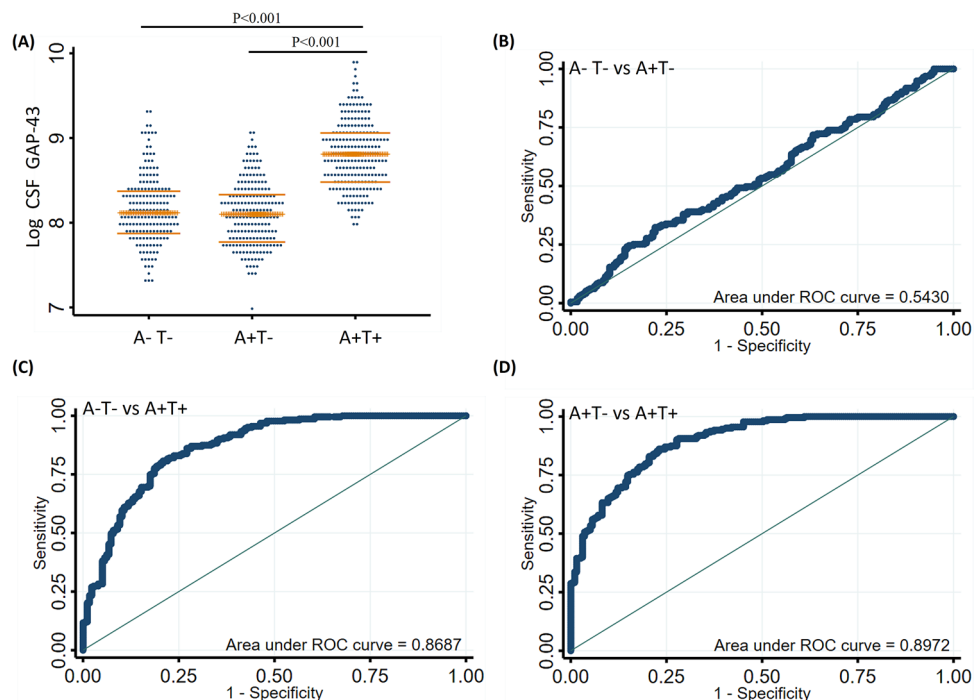 P<0.001
(A)
P<0.001
10
9
8
7
Log CSF GAP-43
A- T-
A+T-
A+T+
(B)
A- T- vs A+T-
1.00
0.75
0.50
0.25
0.00
Sensitivity
Area under ROC curve = 0.5430
0.00 0.25 0.50 0.75 1.00
1 - Specificity
(C)
A-T- vs A+T+
1.00
0.75
0.50
0.25
0.00
Sensitivity
Area under ROC curve = 0.8687
0.00 0.25 0.50 0.75 1.00
1 - Specificity
(D)
A+T- vs A+T+
1.00
0.75
0.50
0.25
0.00
Sensitivity
Area under ROC curve = 0.8972
0.00 0.25 0.50 0.75 1.00
1 - Specificity